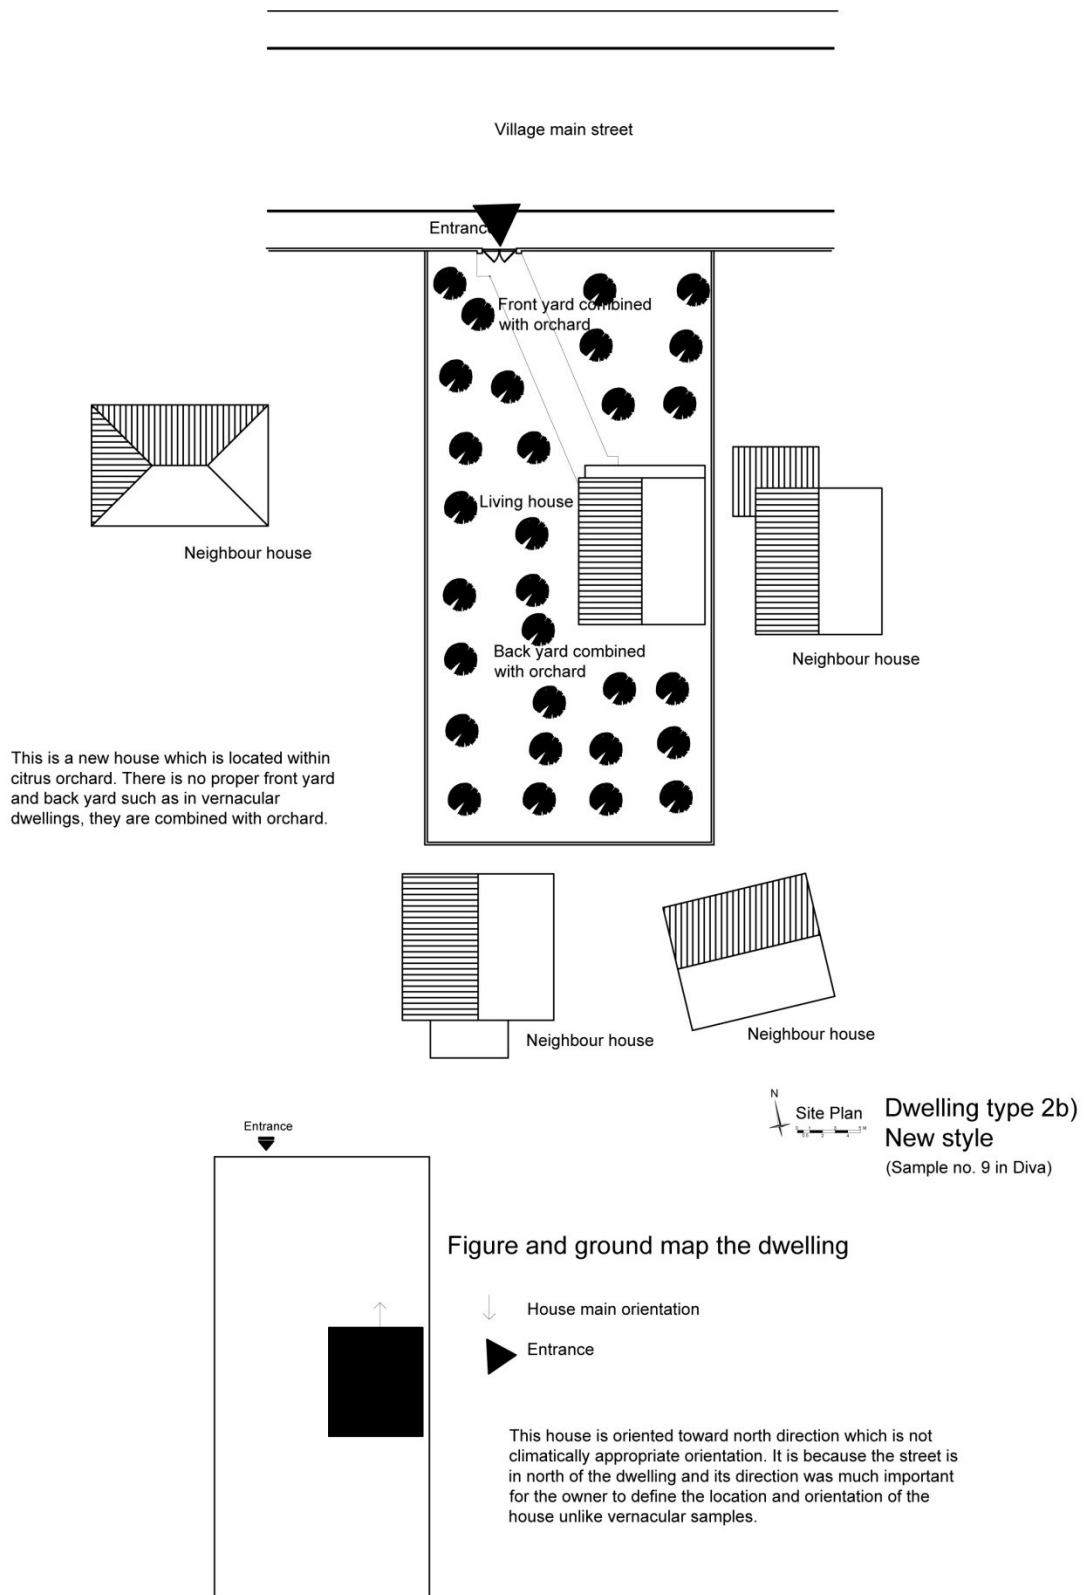 Village main street
Entrance
Front yard combined
with orchard
Living house
Neighbour house
Neighbour house
Back yard combined
with orchard
This is a new house which is located within
citrus orchard. There is no proper front yard
and back yard such as in vernacular
dwellings, they are combined with orchard.
Neighbour house
Neighbour house
N
Site Plan
Dwelling type 2b)
New style
(Sample no. 9 in Diva)
Entrance
Figure and ground map the dwelling
House main orientation
Entrance
This house is oriented toward north direction which is not
climatically appropriate orientation. It is because the street is
in north of the dwelling and its direction was much important
for the owner to define the location and orientation of the
house unlike vernacular samples.